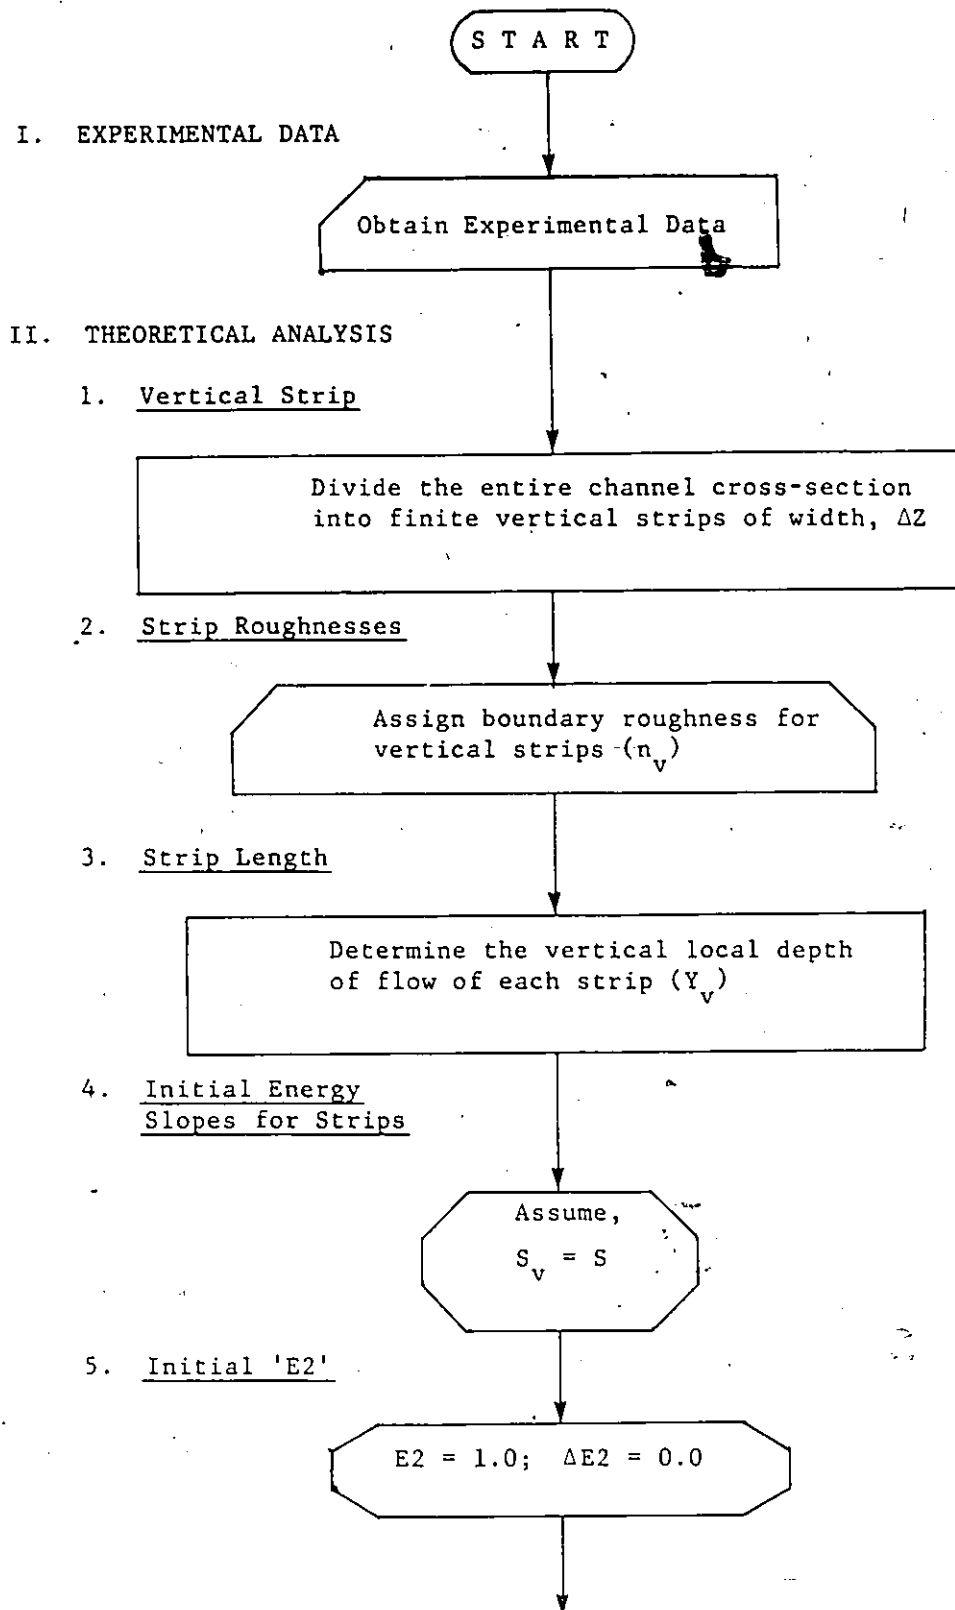 S T A R T
I. EXPERIMENTAL DATA
Obtain Experimental Data
II. THEORETICAL ANALYSIS
1. Vertical Strip
Divide the entire channel cross-section
into finite vertical strips of width, ΔZ
2. Strip Roughnesses
Assign boundary roughness for
vertical strips (n_v)
3. Strip Length
Determine the vertical local depth
of flow of each strip (Y_v)
4. Initial Energy
Slopes for Strips
Assume,
S_v = S
5. Initial 'E2'
E2 = 1.0; ΔE2 = 0.0